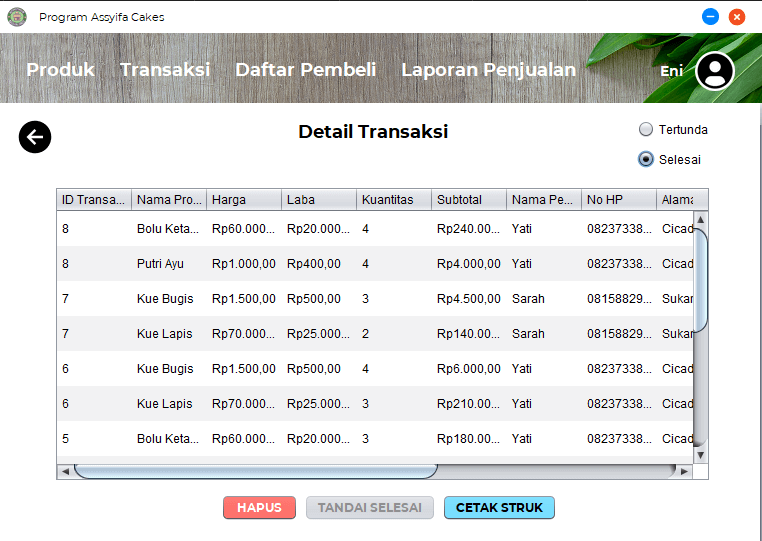 Program Assyifa Cakes
Produk Transaksi Daftar Pembeli Laporan Penjualan Eni
Detail Transaksi
Tertunda
Selesai
ID Transa... Nama Pro... Harga Laba Kuantitas Subtotal Nama Pe... No HP Alama
8 Bolu Keta... Rp60.000... Rp20.000... 4 Rp240.00... Yati 08237338... Cicad
8 Putri Ayu Rp1.000,00 Rp400,00 4 Rp4.000,00 Yati 08237338... Cicad
7 Kue Bugis Rp1.500,00 Rp500,00 3 Rp4.500,00 Sarah 08158829... Sukar
7 Kue Lapis Rp70.000... Rp25.000... 2 Rp140.00... Sarah 08158829... Sukar
6 Kue Bugis Rp1.500,00 Rp500,00 4 Rp6.000,00 Yati 08237338... Cicad
6 Kue Lapis Rp70.000... Rp25.000... 3 Rp210.00... Yati 08237338... Cicad
5 Bolu Keta... Rp60.000... Rp20.000... 3 Rp180.00... Yati 08237338... Cicad
HAPUS TANDAI SELESAI CETAK STRUK